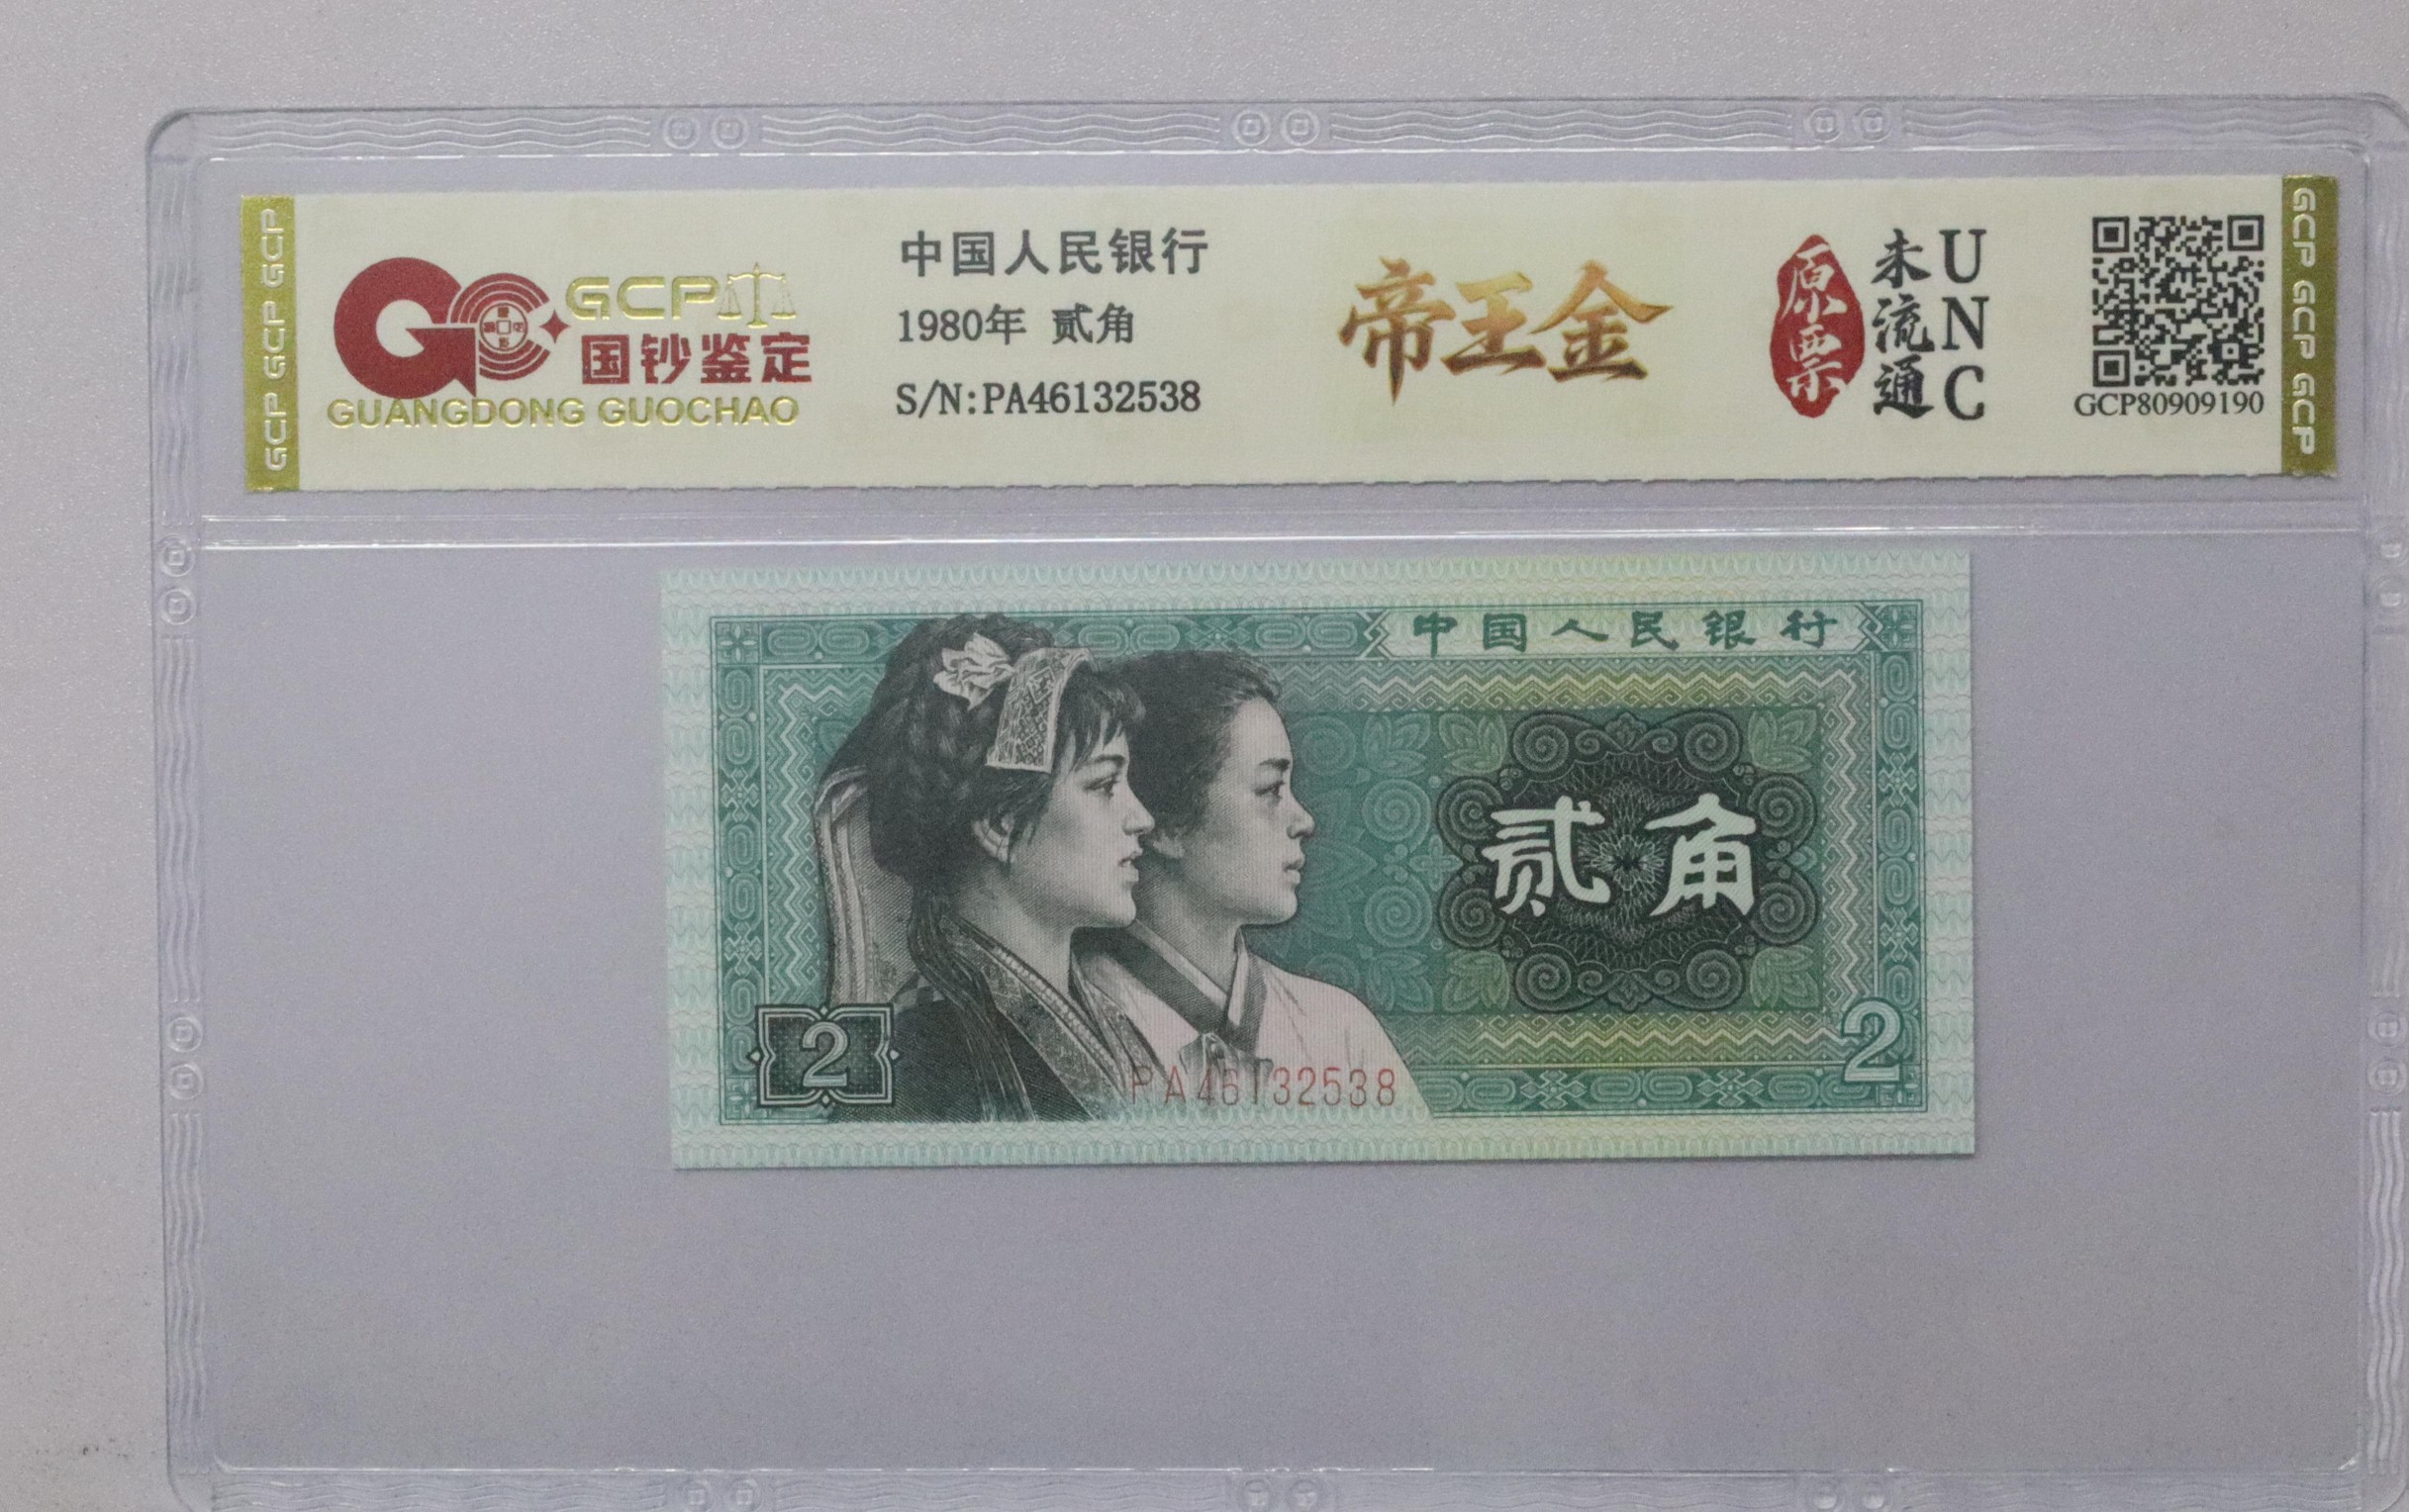 GCP GCP GCP
GCP
国钞鉴定
GUANGDONG GUOCHAO
中国人民银行
1980年 贰角
S/N:PA46132538
帝王金
原票
未流通
UNC
GCP80909190
GCP GCP GCP
中国人民银行
贰角
2
2
PA46132538